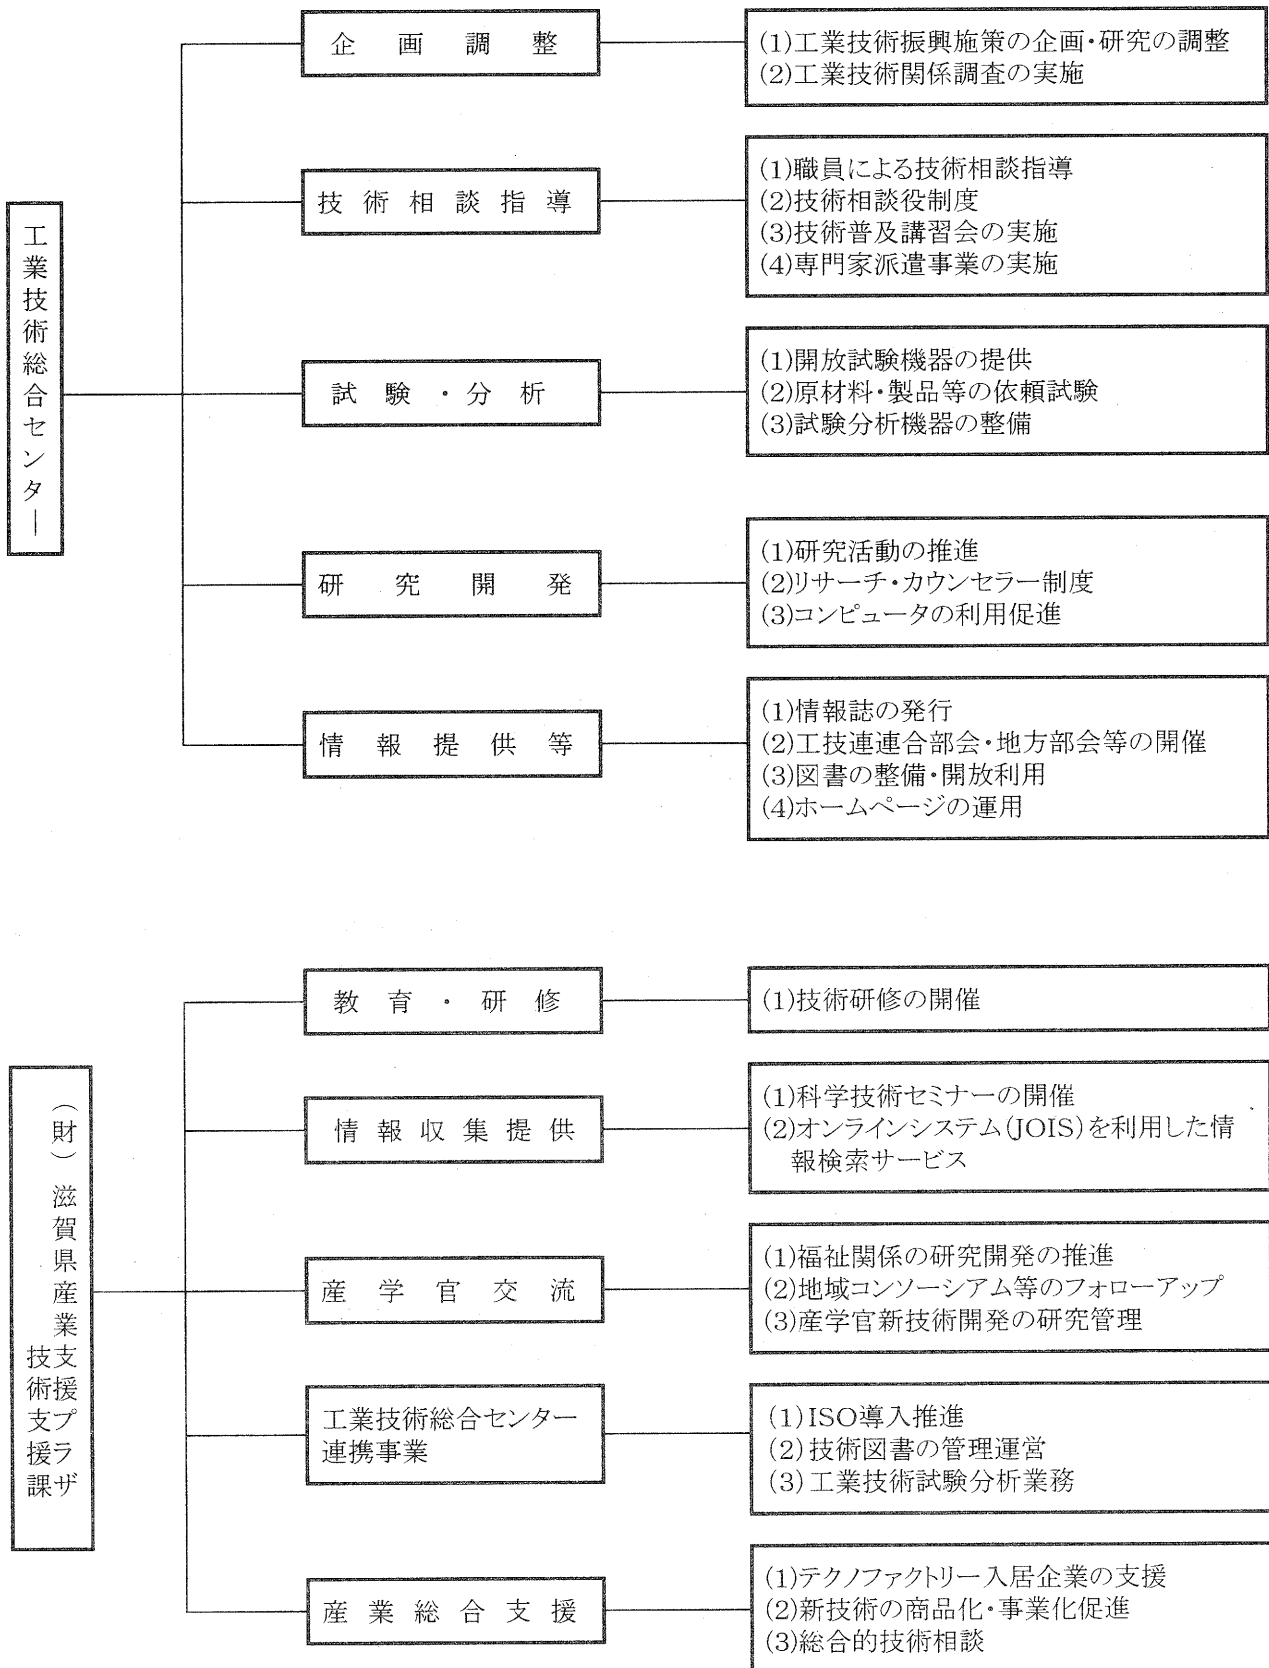 工業技術総合センター
企画調整
(1)工業技術振興施策の企画・研究の調整
(2)工業技術関係調査の実施
技術相談指導
(1)職員による技術相談指導
(2)技術相談役制度
(3)技術普及講習会の実施
(4)専門家派遣事業の実施
試験・分析
(1)開放試験機器の提供
(2)原材料・製品等の依頼試験
(3)試験分析機器の整備
研究開発
(1)研究活動の推進
(2)リサーチ・カウンセラー制度
(3)コンピュータの利用促進
情報提供等
(1)情報誌の発行
(2)工技連連合部会・地方部会等の開催
(3)図書の整備・開放利用
(4)ホームページの運用
(財)滋賀県産業支援プラザ
技術支援課
教育・研修
(1)技術研修の開催
情報収集提供
(1)科学技術セミナーの開催
(2)オンラインシステム(JOIS)を利用した情
報検索サービス
産学官交流
(1)福祉関係の研究開発の推進
(2)地域コンソーシアム等のフォローアップ
(3)産学官新技術開発の研究管理
工業技術総合センター
連携事業
(1)ISO導入推進
(2)技術図書の管理運営
(3)工業技術試験分析業務
産業総合支援
(1)テクノファクトリー入居企業の支援
(2)新技術の商品化・事業化促進
(3)総合的技術相談